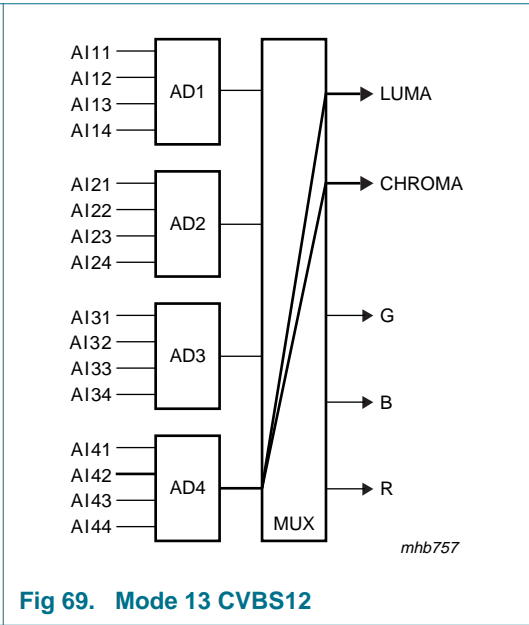 AI11
AI12
AI13
AI14
AD1
AI21
AI22
AI23
AI24
AD2
AI31
AI32
AI33
AI34
AD3
AI41
AI42
AI43
AI44
AD4
MUX
LUMA
CHROMA
G
B
R
mhb757
Fig 69. Mode 13 CVBS12